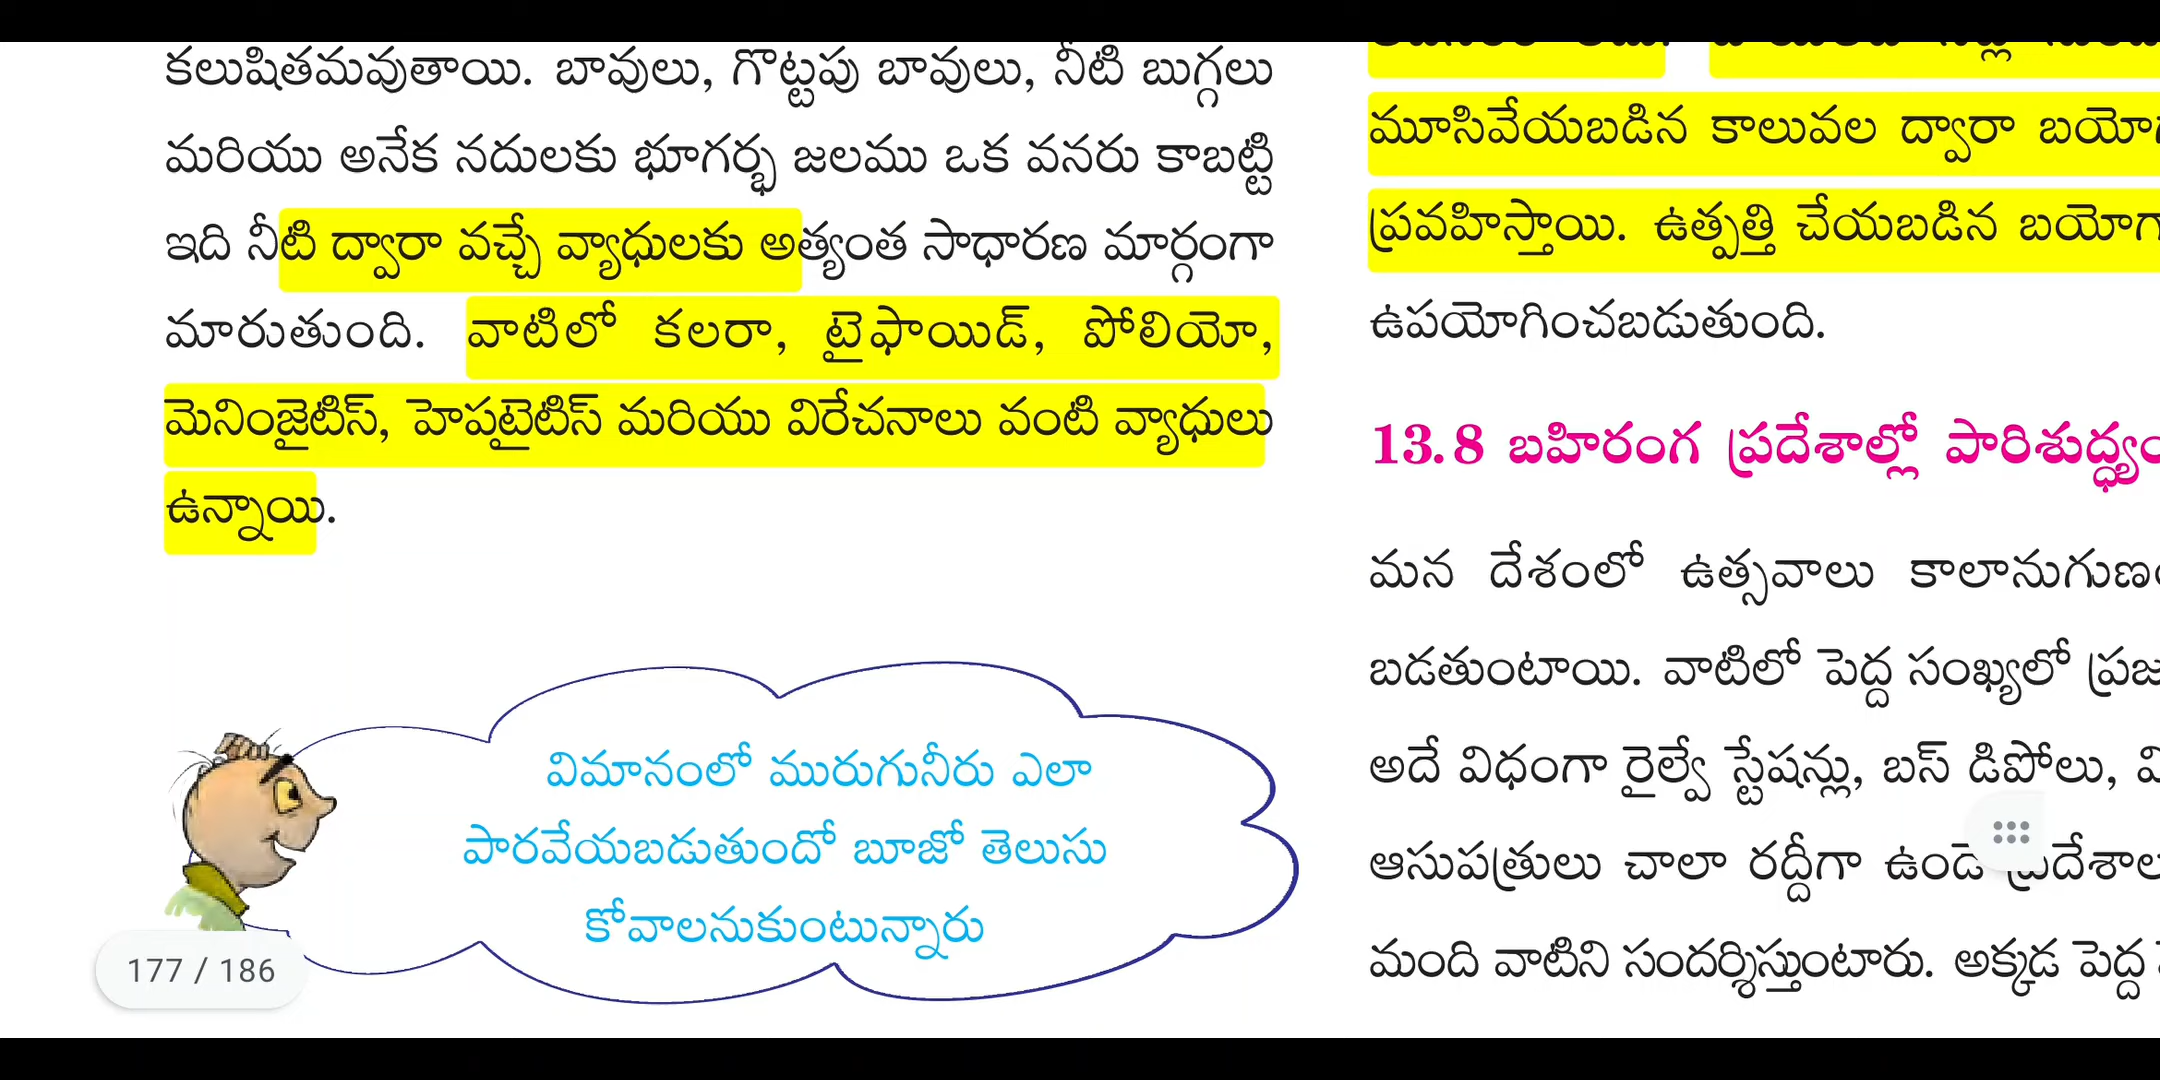 కలుషితమవుతాయి. బావులు, గొట్టపు బావులు, నీటి బుగ్గలు
మరియు అనేక నదులకు భూగర్భ జలము ఒక వనరు కాబట్టి
ఇది నీటి ద్వారా వచ్చే వ్యాధులకు అత్యంత సాధారణ మార్గంగా
మారుతుంది. వాటిలో కలరా, టైఫాయిడ్, పోలియో,
మెనింజైటిస్, హెపటైటిస్ మరియు విరేచనాలు వంటి వ్యాధులు
ఉన్నాయి.
విమానంలో మురుగునీరు ఎలా
పారవేయబడుతుందో బూజో తెలుసు
కోవాలనుకుంటున్నారు
177 / 186
మూసివేయబడిన కాలువల ద్వారా
ప్రవహిస్తాయి. ఉత్పత్తి చేయబడిన
ఉపయోగించబడుతుంది.
13.8 బహిరంగ ప్రదేశాల్లో పారిశుద్ధ్యం
మన దేశంలో ఉత్సవాలు
బడతుంటాయి. వాటిలో పెద్ద సంఖ్యలో
అదే విధంగా రైల్వే స్టేషన్లు, బస్ డిపోలు,
ఆసుపత్రులు చాలా రద్దీగా
మంది వాటిని సందర్శిస్తుంటారు. అక్కడ పెద్ద